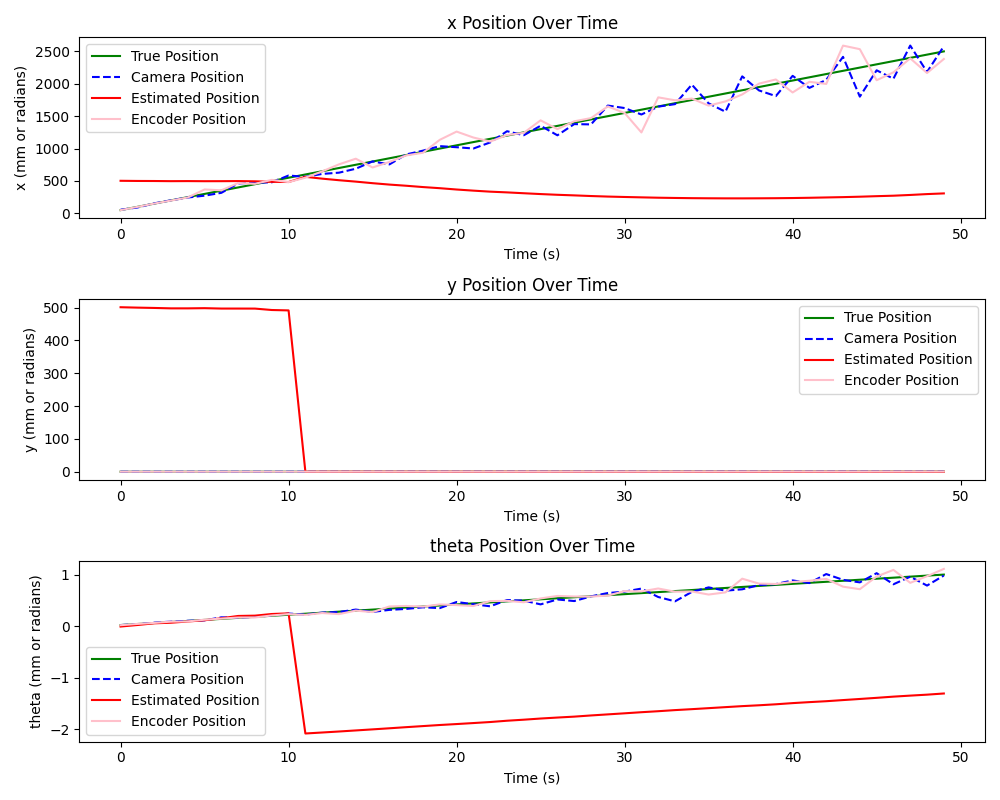 x Position Over Time
x (mm or radians)
2500
2000
1500
1000
500
0
True Position
Camera Position
Estimated Position
Encoder Position
0 10 20 30 40 50
Time (s)
y Position Over Time
y (mm or radians)
500
400
300
200
100
0
True Position
Camera Position
Estimated Position
Encoder Position
0 10 20 30 40 50
Time (s)
theta Position Over Time
theta (mm or radians)
1
0
−1
−2
True Position
Camera Position
Estimated Position
Encoder Position
0 10 20 30 40 50
Time (s)